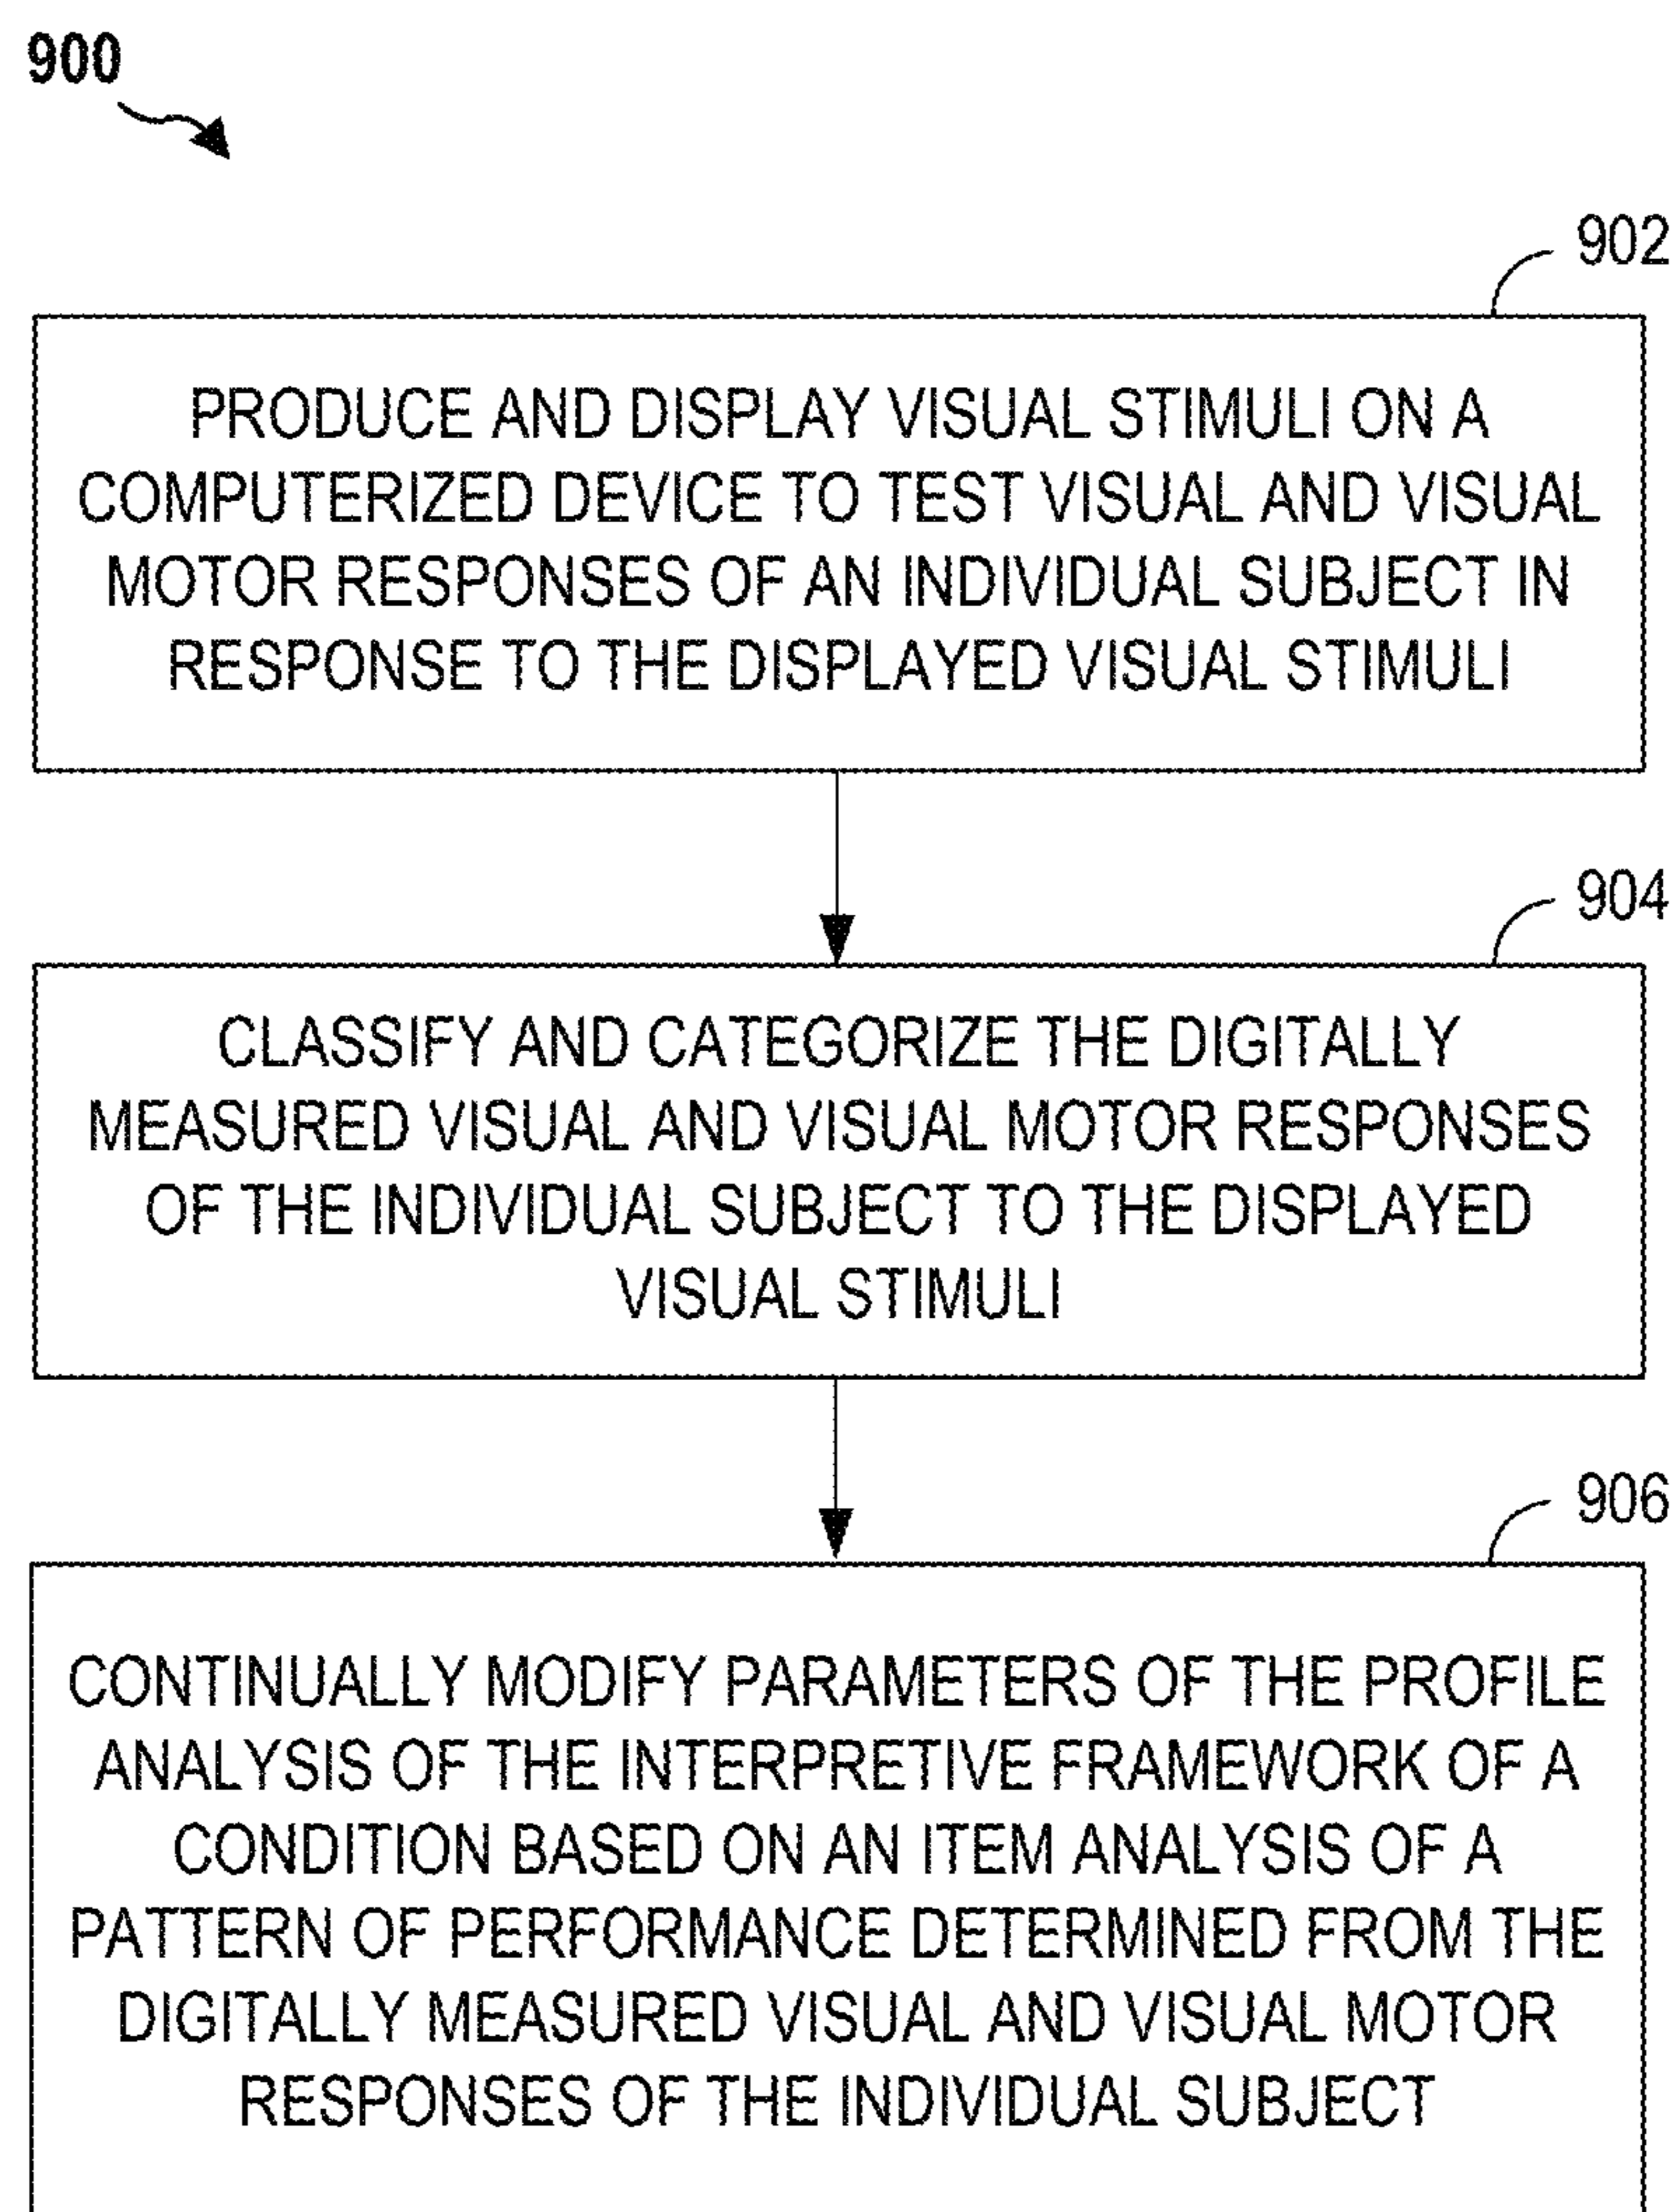 900
902
PRODUCE AND DISPLAY VISUAL STIMULI ON A
COMPUTERIZED DEVICE TO TEST VISUAL AND VISUAL
MOTOR RESPONSES OF AN INDIVIDUAL SUBJECT IN
RESPONSE TO THE DISPLAYED VISUAL STIMULI
904
CLASSIFY AND CATEGORIZE THE DIGITALLY
MEASURED VISUAL AND VISUAL MOTOR RESPONSES
OF THE INDIVIDUAL SUBJECT TO THE DISPLAYED
VISUAL STIMULI
906
CONTINUALLY MODIFY PARAMETERS OF THE PROFILE
ANALYSIS OF THE INTERPRETIVE FRAMEWORK OF A
CONDITION BASED ON AN ITEM ANALYSIS OF A
PATTERN OF PERFORMANCE DETERMINED FROM THE
DIGITALLY MEASURED VISUAL AND VISUAL MOTOR
RESPONSES OF THE INDIVIDUAL SUBJECT